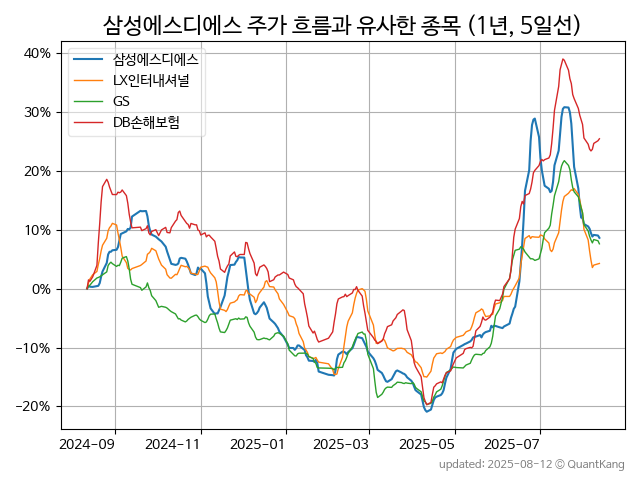 삼성에스디에스 주가 흐름과 유사한 종목 (1년, 5일선)
삼성에스디에스
LX인터내셔널
GS
DB손해보험
40%
30%
20%
10%
0%
−10%
−20%
2024-09 2024-11 2025-01 2025-03 2025-05 2025-07
updated: 2025-08-12 © QuantKang